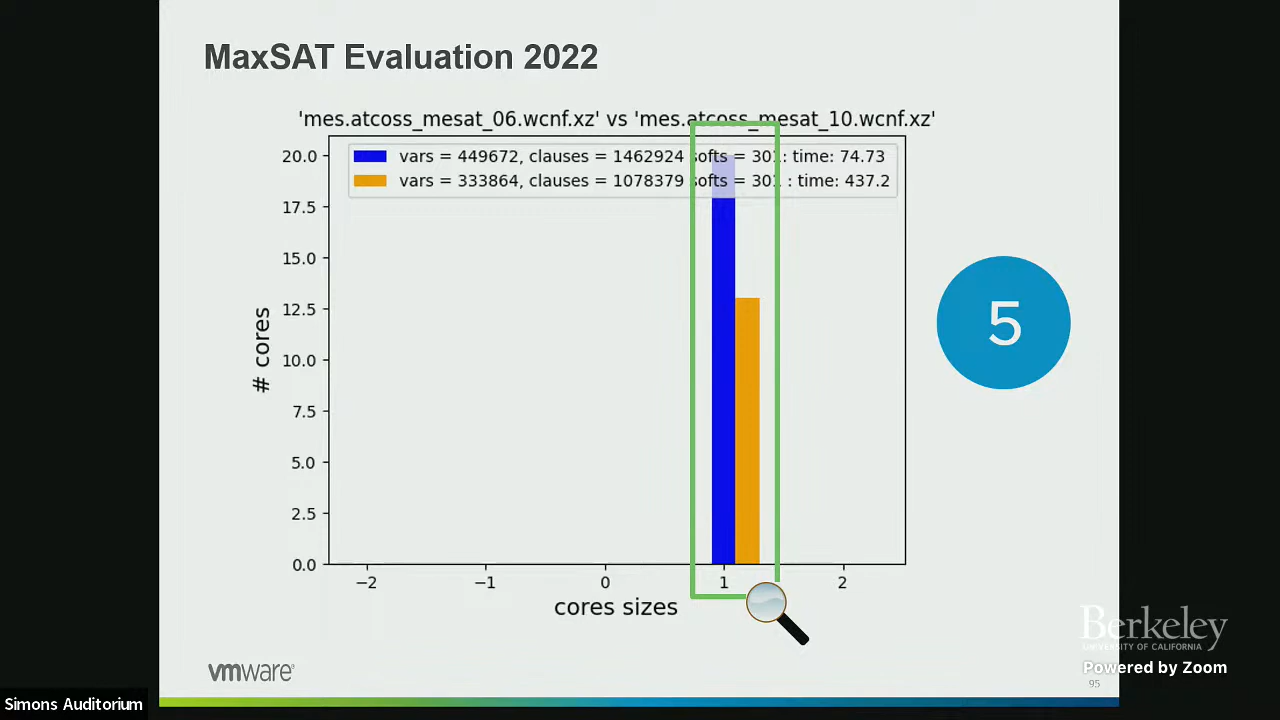 MaxSAT Evaluation 2022
'mes.atcoss_mesat_06.wcnf.xz' vs 'mes.atcoss_mesat_10.wcnf.xz'
vars = 449672, clauses = 1462924 softs = 301: time: 74.73
vars = 333864, clauses = 1078379 softs = 301 : time: 437.2
20.0
17.5
15.0
12.5
10.0
7.5
5.0
2.5
0.0
# cores
−2 −1 0 1 2
cores sizes
5
vmware
Berkeley
UNIVERSITY OF CALIFORNIA
Powered by Zoom
95
Simons Auditorium